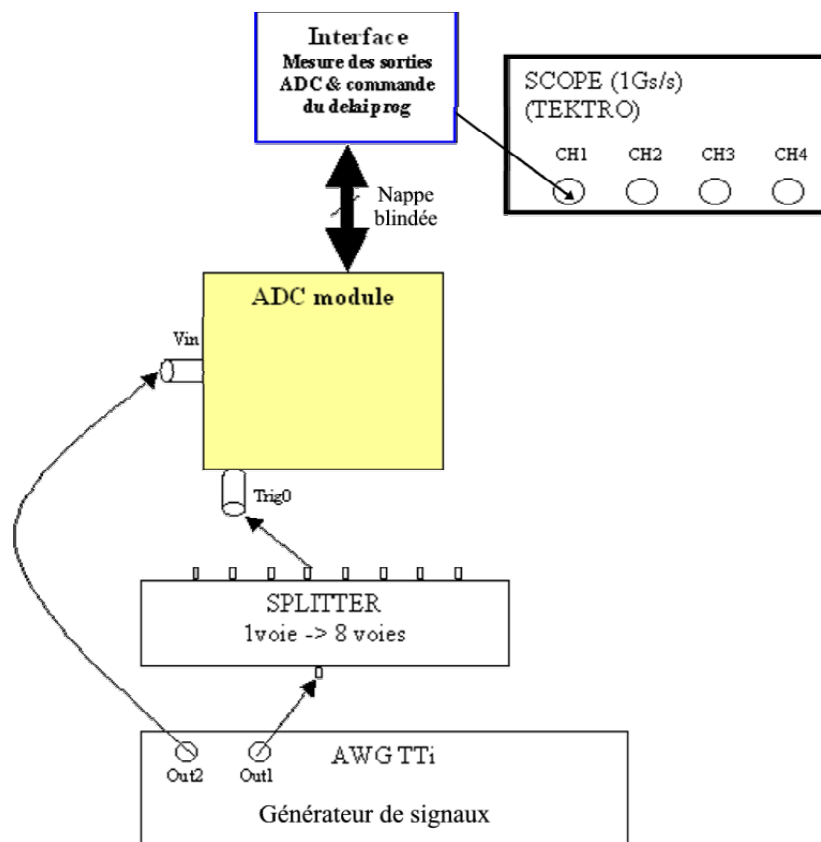 Interface
Mesure des sorties
ADC & commande
du delai prog
SCOPE (1Gs/s)
(TEKTRO)
CH1 CH2 CH3 CH4
Nappe
blindée
ADC module
Vin
Trig0
SPLITTER
1voie -> 8 voies
AWG TTi
Out2 Out1
Générateur de signaux